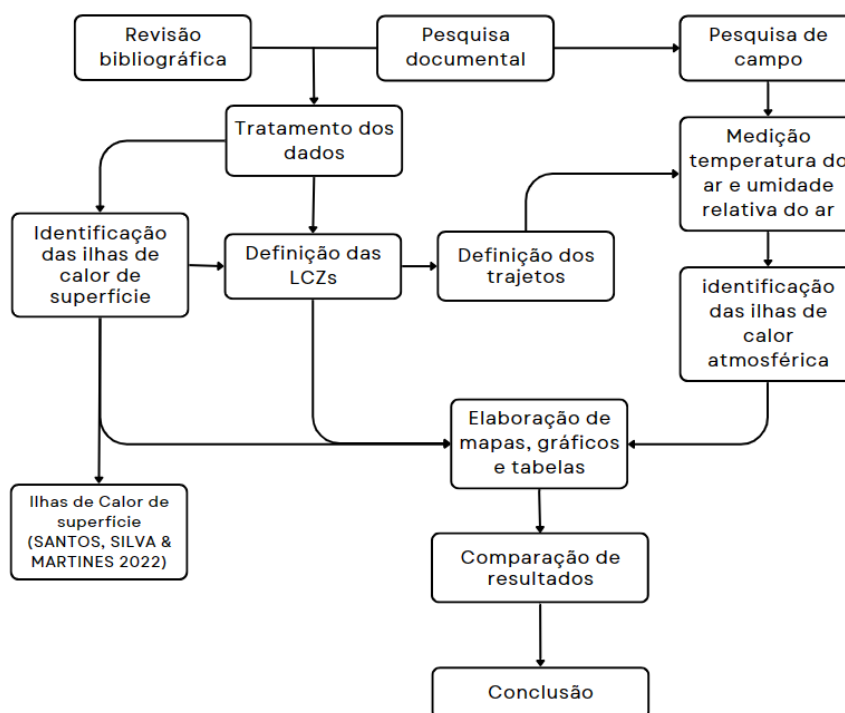 Revisão
bibliográfica
Pesquisa
documental
Pesquisa de
campo
Tratamento dos
dados
Medição
temperatura do
ar e umidade
relativa do ar
Identificação
das ilhas de
calor de
superfície
Definição das
LCZs
Definição dos
trajetos
identificação
das ilhas de
calor
atmosférica
Elaboração de
mapas, gráficos
e tabelas
Ilhas de Calor de
superfície
(SANTOS, SILVA &
MARTINES 2022)
Comparação de
resultados
Conclusão